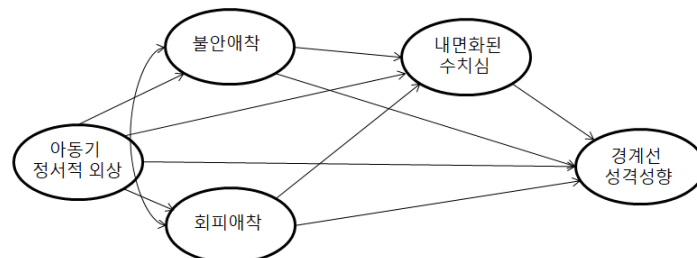 불안애착
내면화된
수치심
아동기
정서적 외상
경계선
성격성향
회피애착